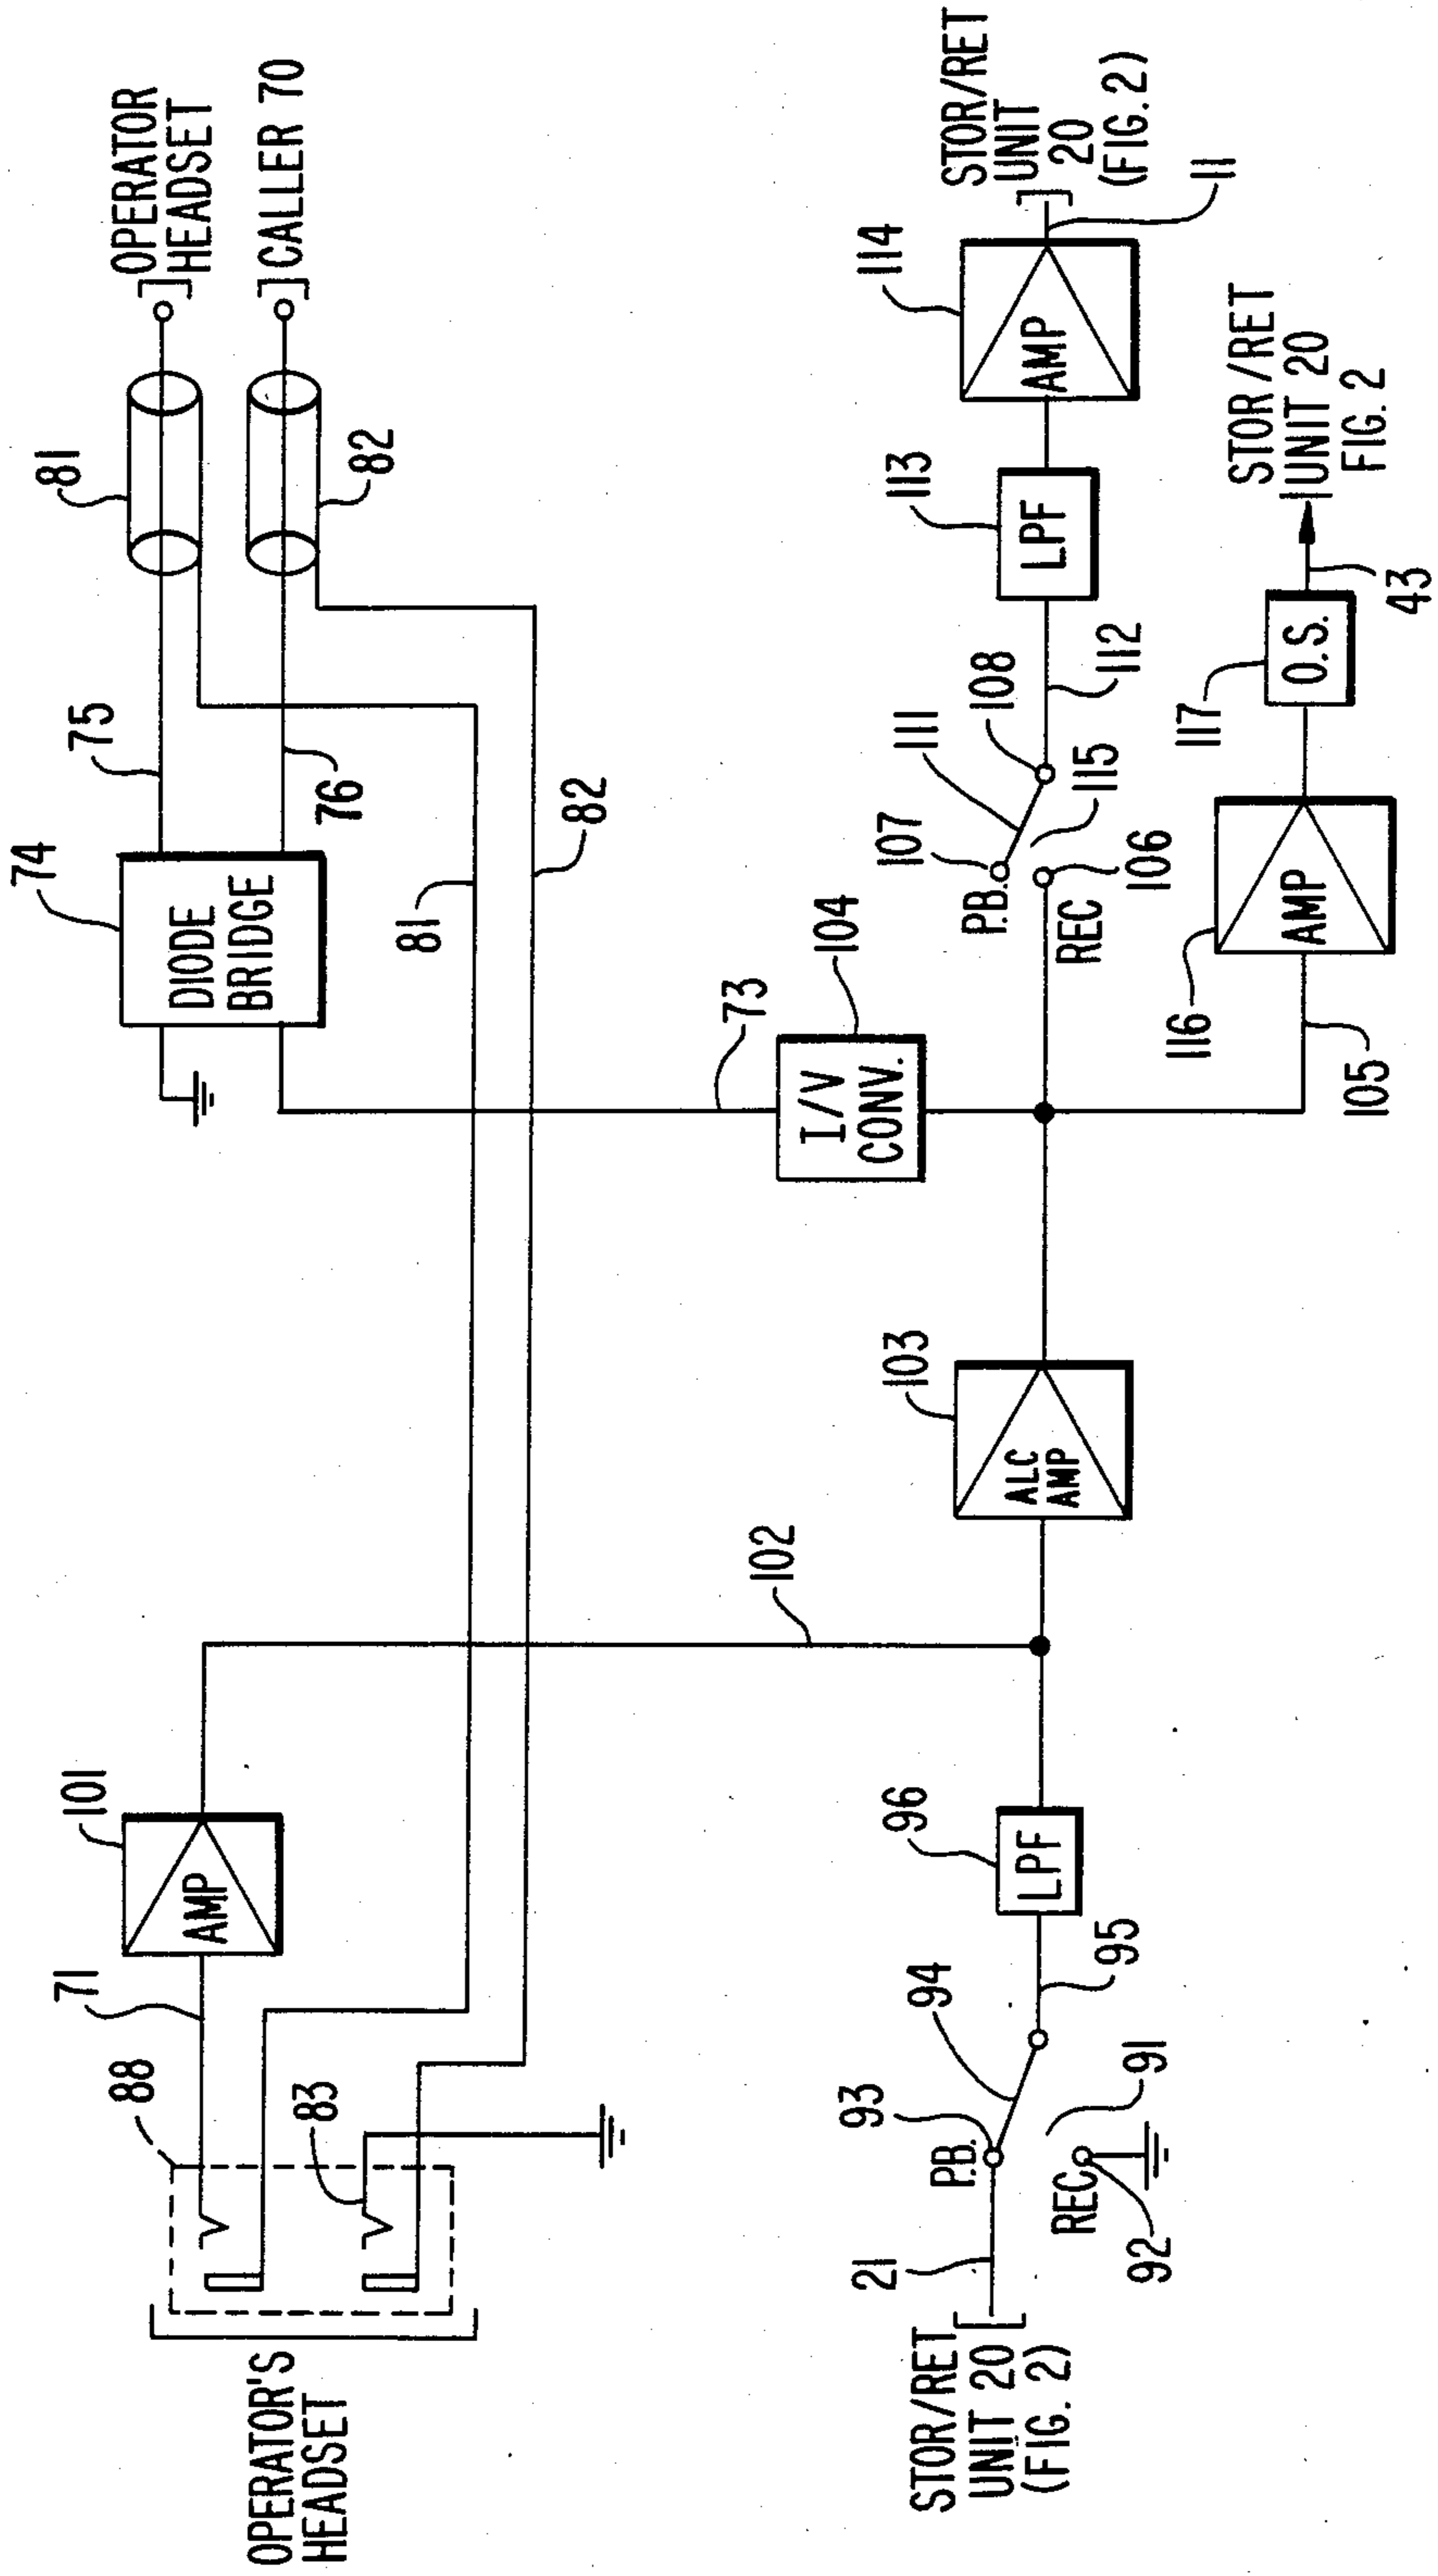 OPERATOR'S
HEADSET
88
71
101
AMP
83
81
82
102
74
DIODE
BRIDGE
75
76
81
82
OPERATOR
HEADSET
CALLER 70
73
104
I/V
CONV.
STOR/RET
UNIT 20
(FIG. 2)
21
P.B.
93
94
REC
92
91
95
96
LPF
103
ALC
AMP
P.B.
107
111
108
REC
106
115
112
113
LPF
114
AMP
11
STOR/RET
UNIT
20
(FIG. 2)
105
116
AMP
117
O.S.
43
STOR/RET
UNIT 20
FIG. 2